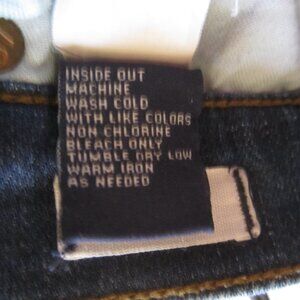 INSIDE OUT
MACHINE
WASH COLD
WITH LIKE COLORS
NON CHLORINE
BLEACH ONLY
TUMBLE DRY LOW
WARM IRON
AS NEEDED